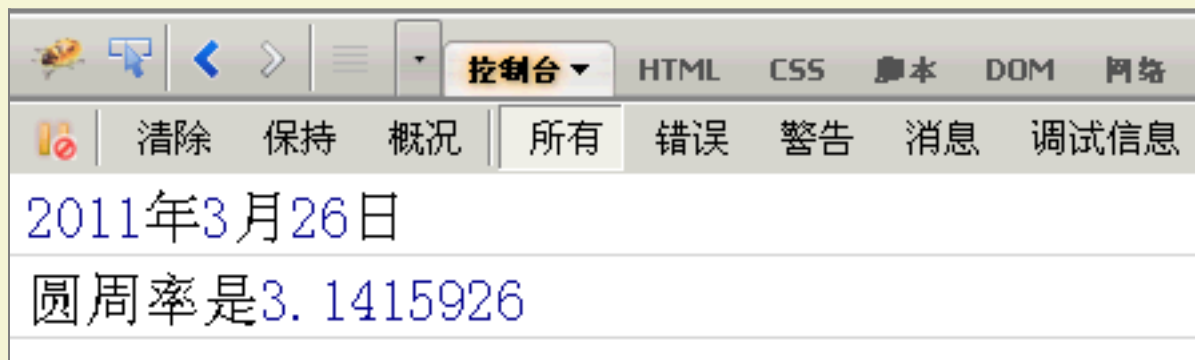 控制台 HTML CSS 脚本 DOM 网络
清除 保持 概况 所有 错误 警告 消息 调试信息
2011年3月26日
圆周率是3.1415926